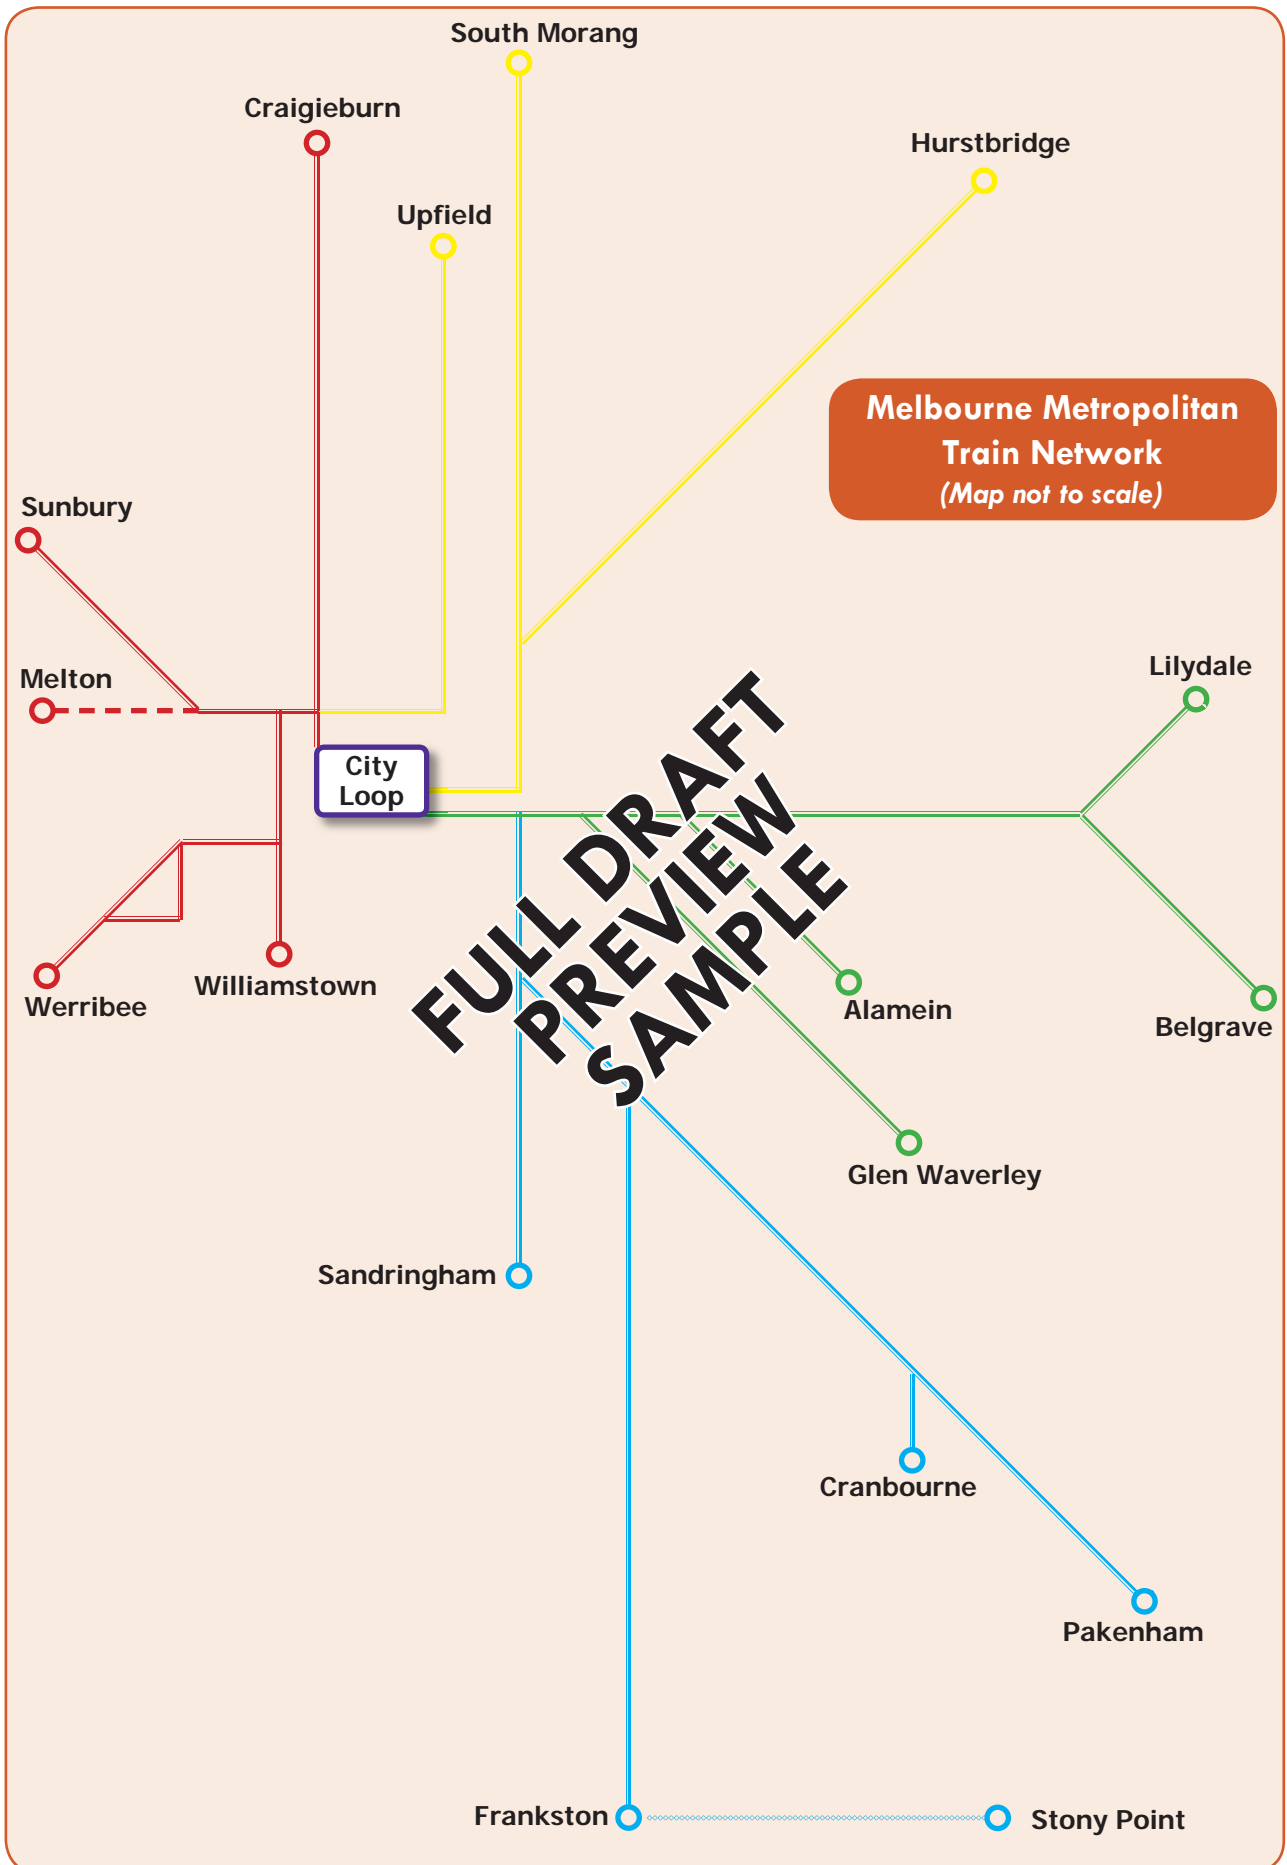 South Morang
Craigieburn
Hurstbridge
Upfield
Melbourne Metropolitan
Train Network
(Map not to scale)
Sunbury
Melton
Lilydale
City
Loop
FULL DRAFT
PREVIEW
SAMPLE
Werribee
Williamstown
Alamein
Belgrave
Glen Waverley
Sandringham
Cranbourne
Pakenham
Frankston
Stony Point